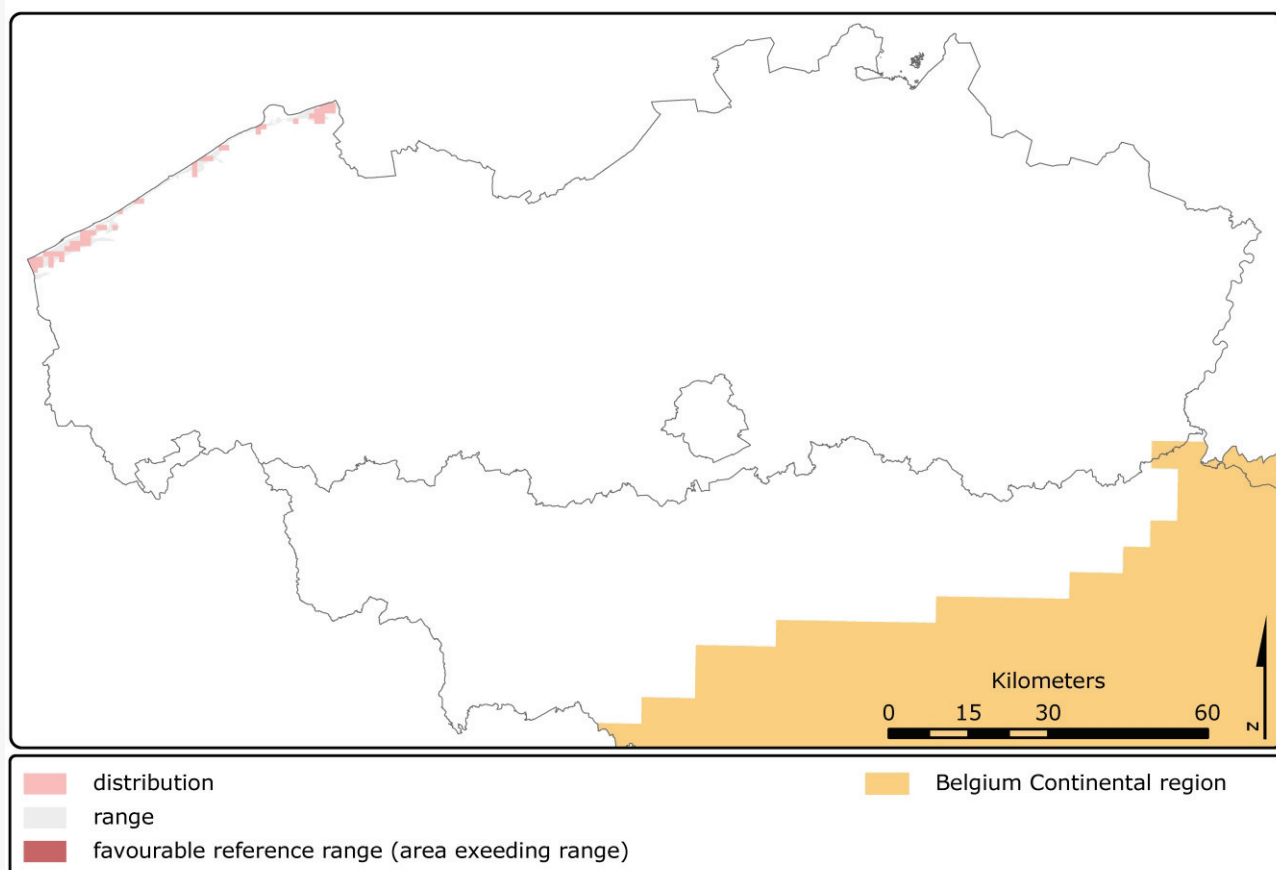 Kilometers
0 15 30 60
z
distribution
range
favourable reference range (area exeeding range)
Belgium Continental region